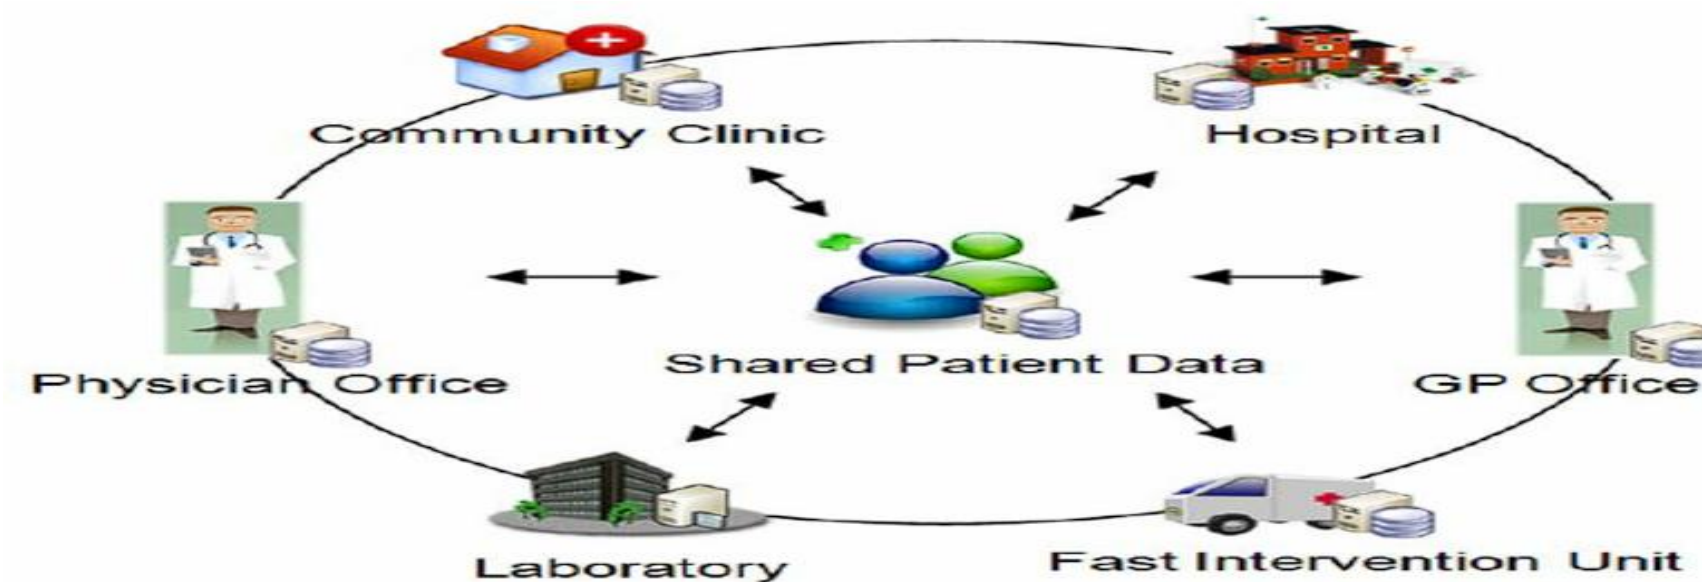 Community Clinic
Hospital
Physician Office
Shared Patient Data
GP Office
Laboratory
Fast Intervention Unit